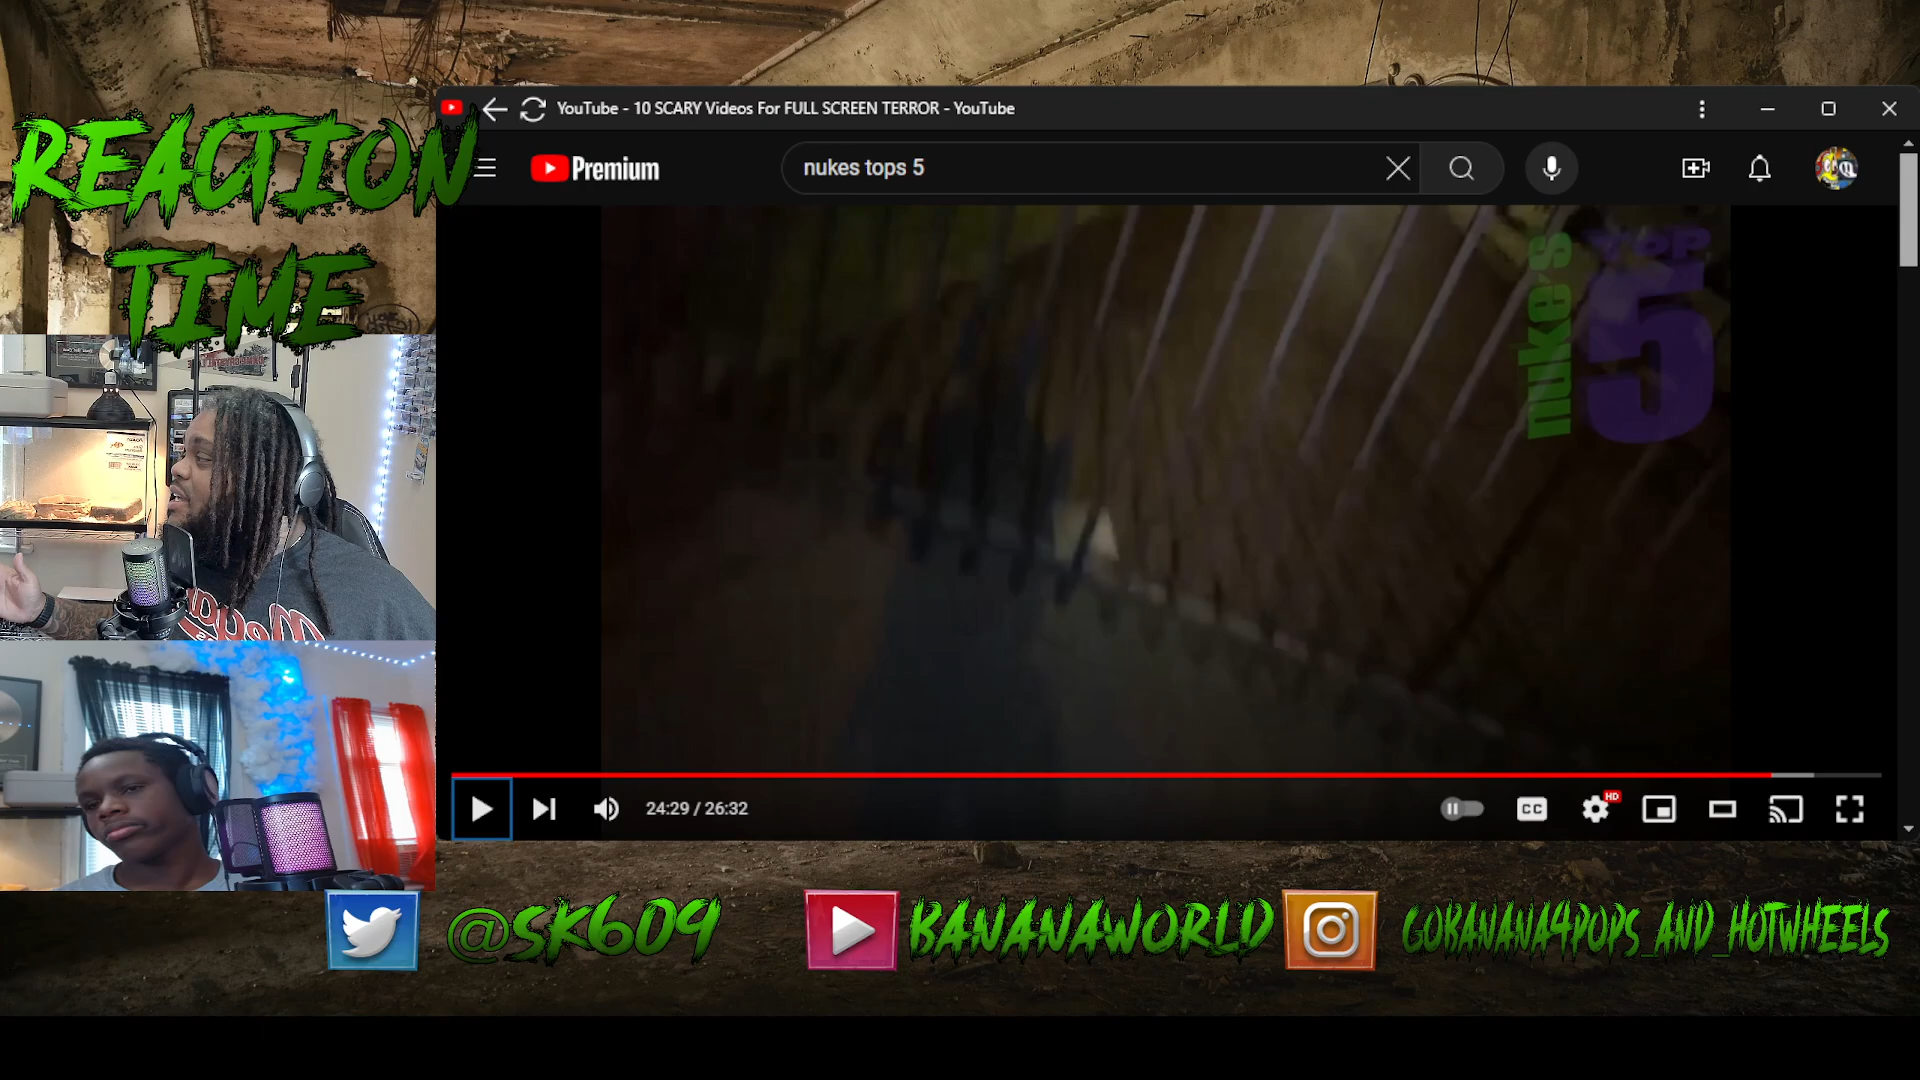 REACTION
TIME
YouTube - 10 SCARY Videos For FULL SCREEN TERROR - YouTube
Premium
nukes tops 5
nuke's
TOP
5
24:29 / 26:32
CC
HD
@SK609
BANANAWORLD
GOBANANA4POPS_AND_HOTWHEELS